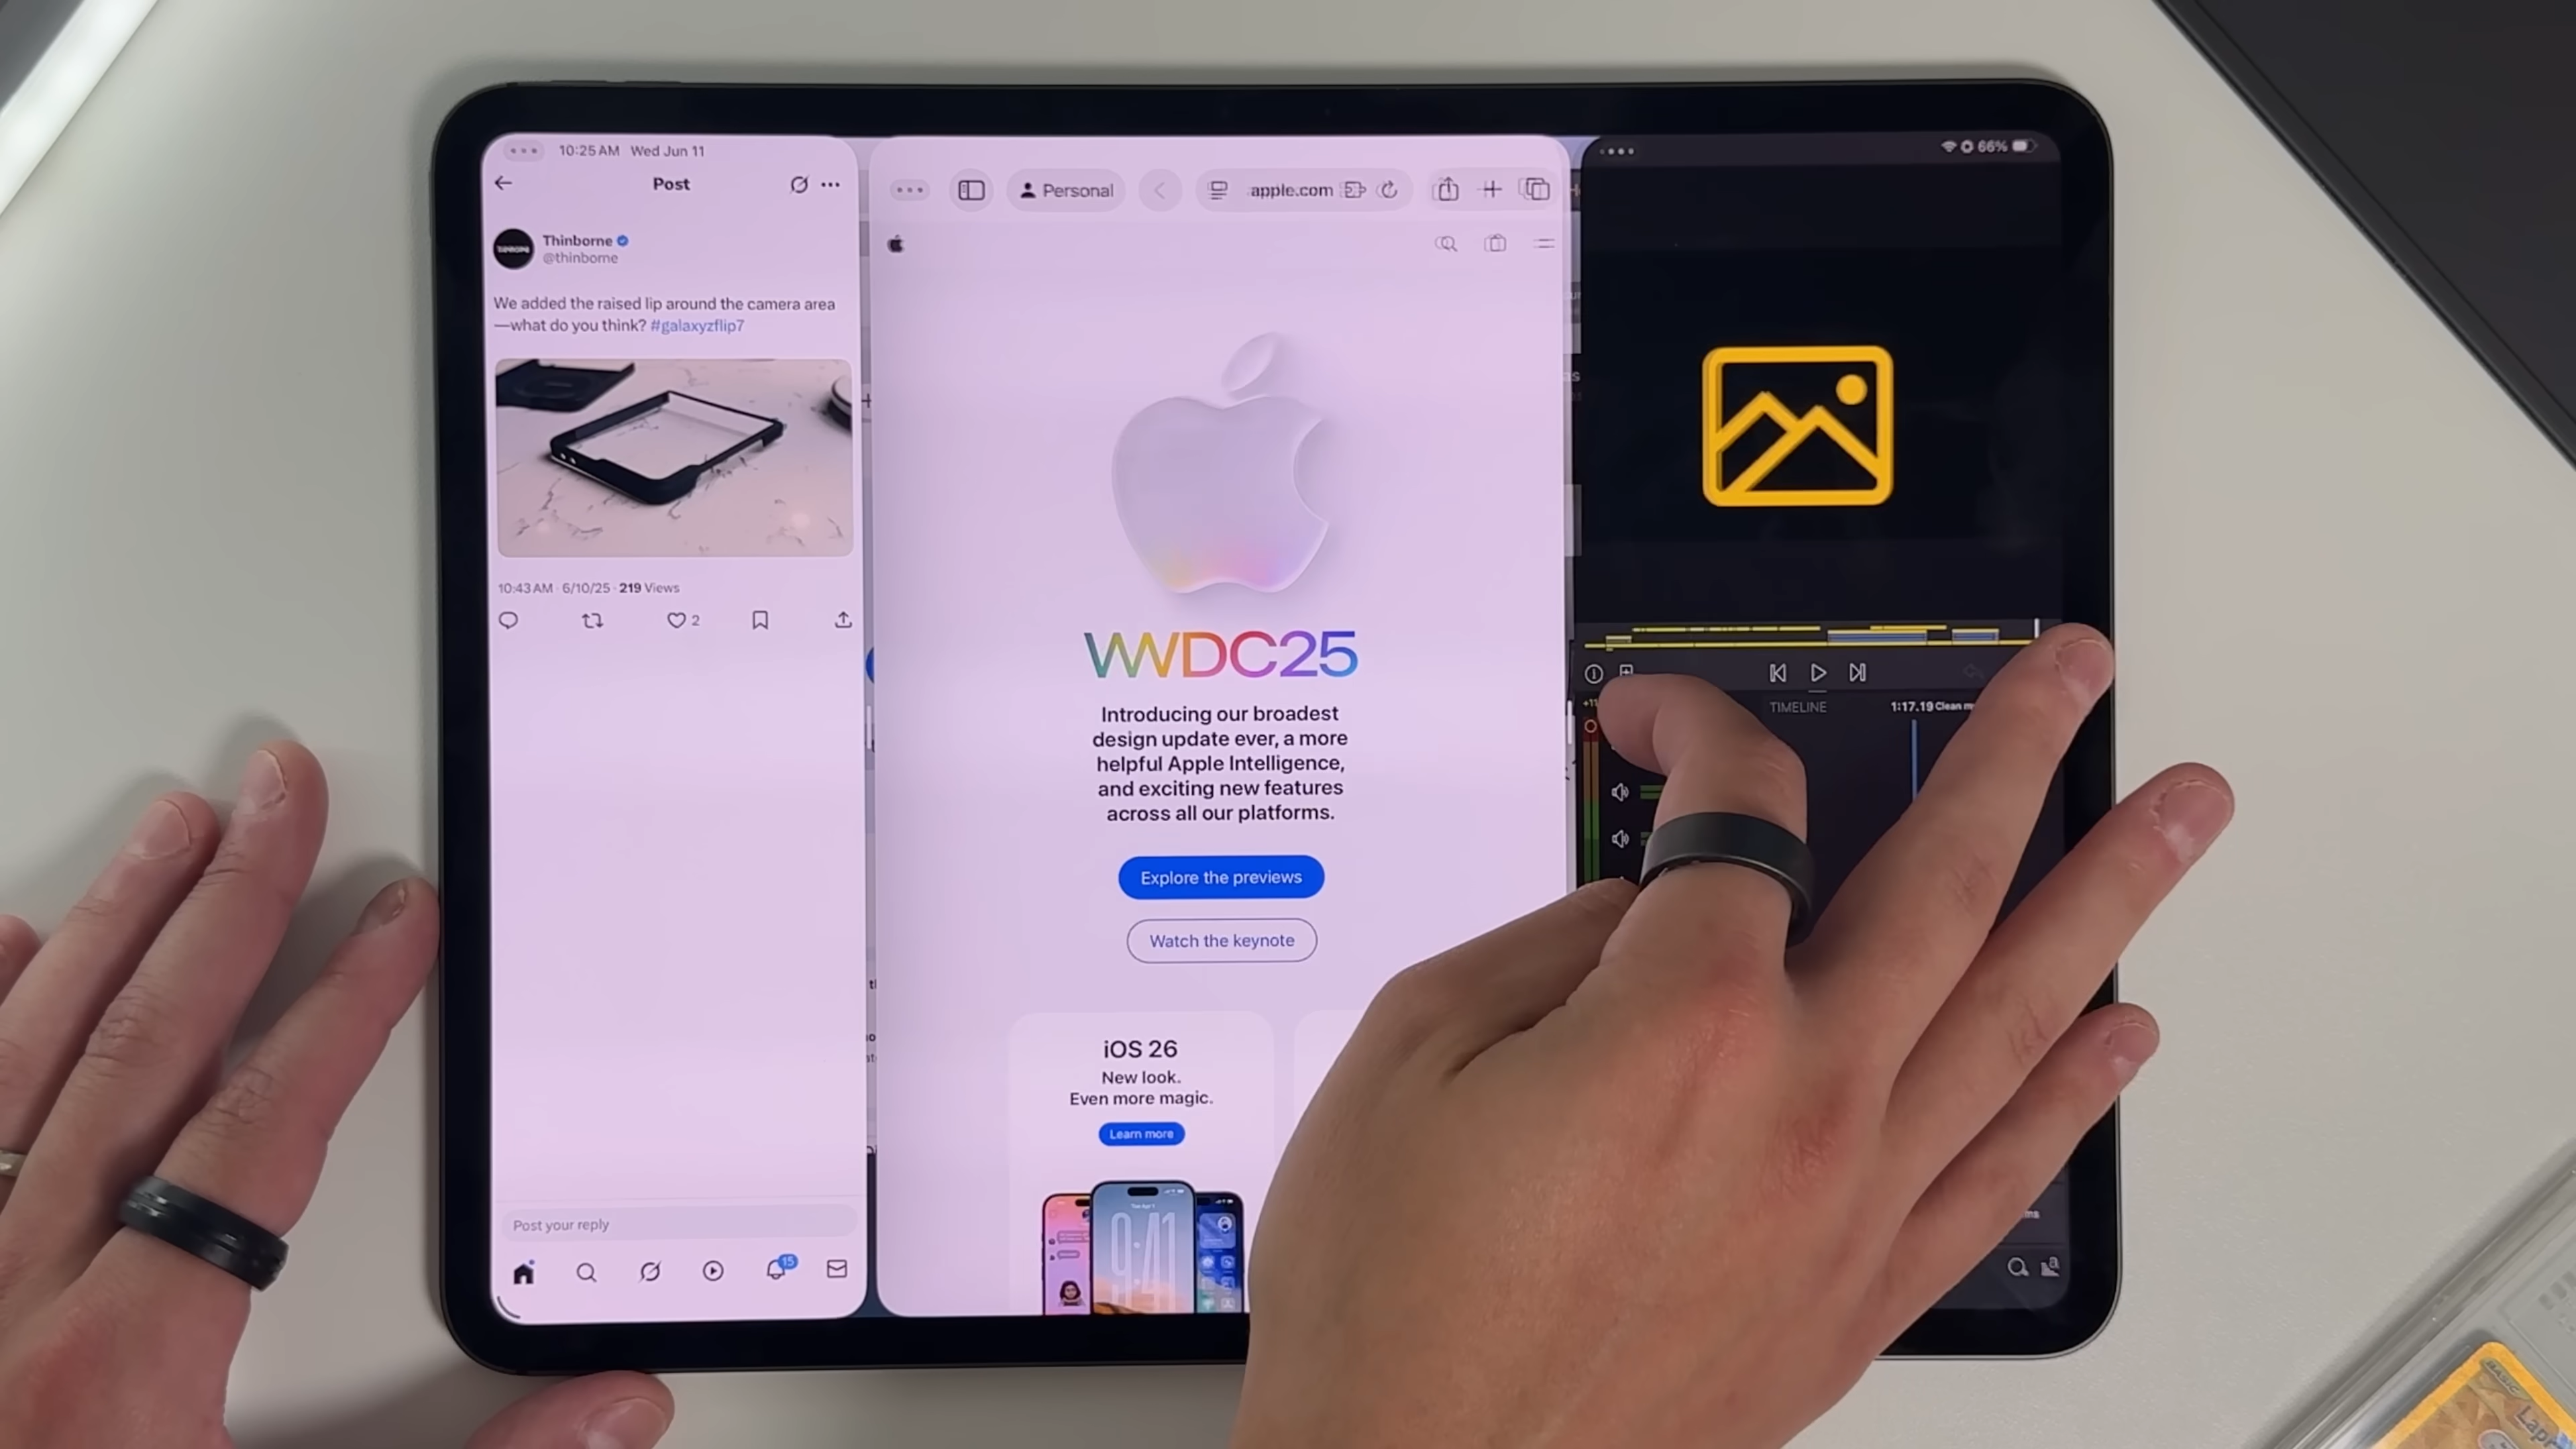 10:25 AM Wed Jun 11
Post
Thinborne
@thinborne
We added the raised lip around the camera area
—what do you think? #galaxyzflip7
10:43 AM · 6/10/25 · 219 Views
2
Post your reply
15
Personal
apple.com
WWDC25
Introducing our broadest
design update ever, a more
helpful Apple Intelligence,
and exciting new features
across all our platforms.
Explore the previews
Watch the keynote
iOS 26
New look.
Even more magic.
Learn more
9:41
66%
TIMELINE
1:17.19 Clean
BASIC